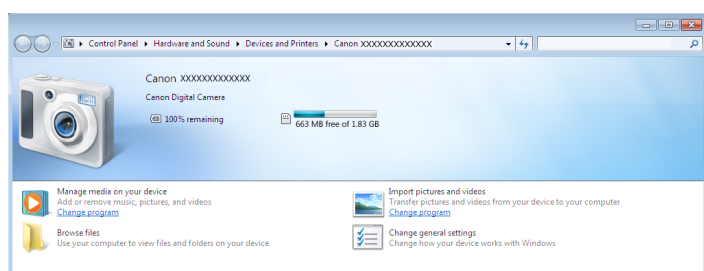 Control Panel ▸ Hardware and Sound ▸ Devices and Printers ▸ Canon XXXXXXXXXXXXX
Canon XXXXXXXXXXXXX
Canon Digital Camera
100% remaining
663 MB free of 1.83 GB
Manage media on your device
Add or remove music, pictures, and videos
Change program
Import pictures and videos
Transfer pictures and videos from your device to your computer
Change program
Browse files
Use your computer to view files and folders on your device
Change general settings
Change how your device works with Windows